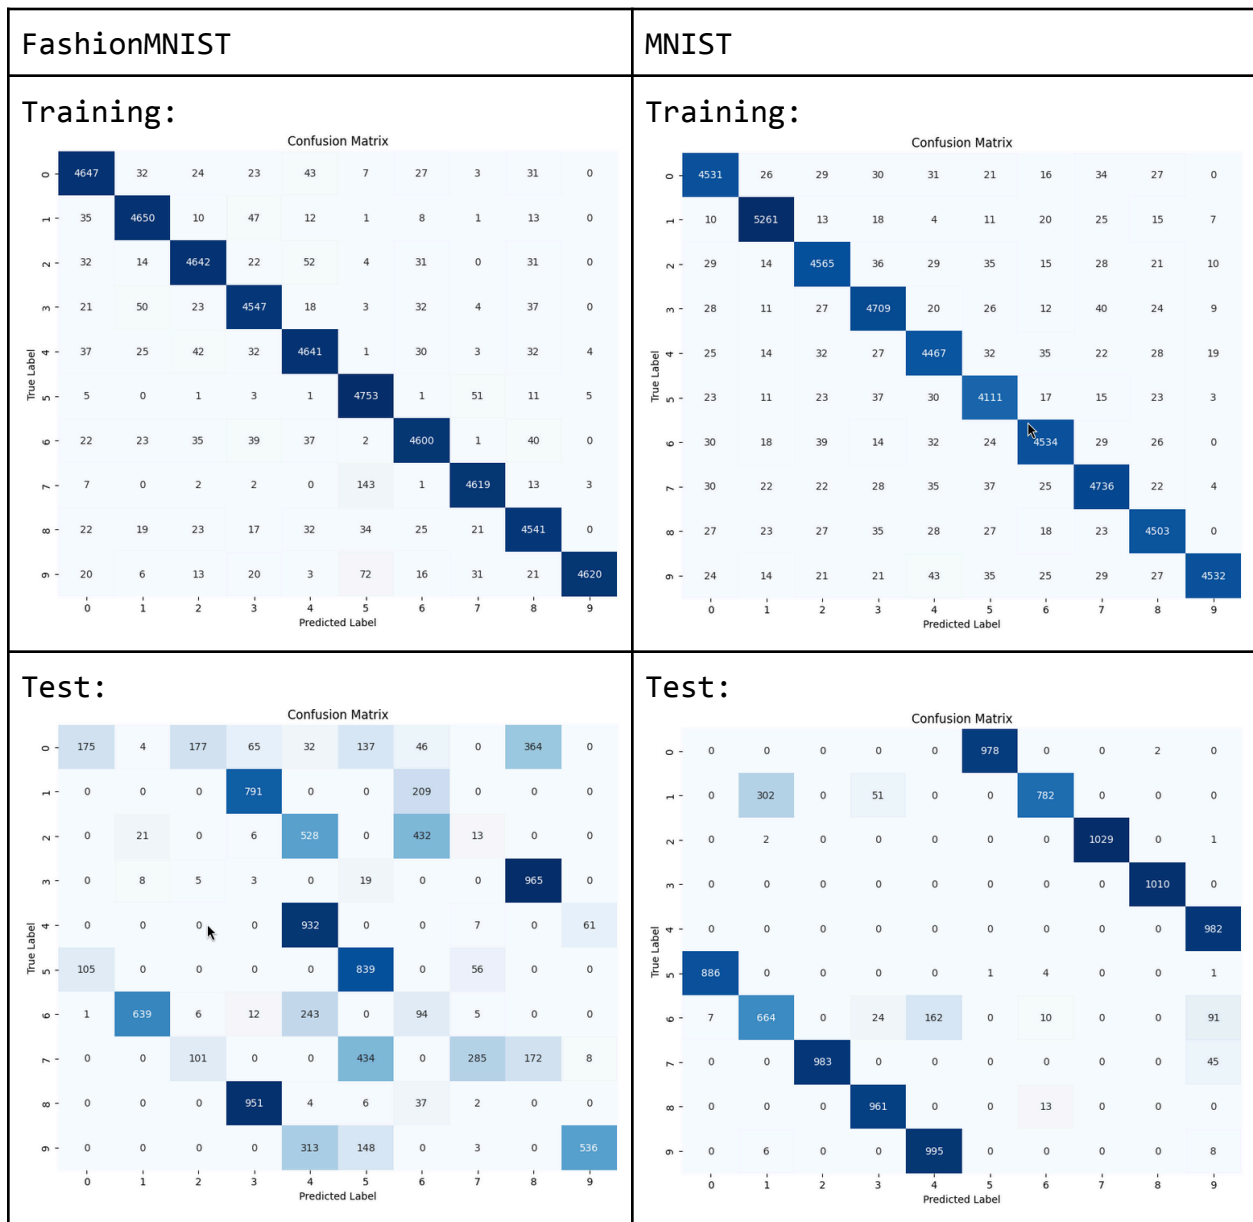 FashionMNIST
MNIST
Training:
Confusion Matrix
0 4647 32 24 23 43 7 27 3 31 0
1 35 4650 10 47 12 1 8 1 13 0
2 32 14 4642 22 52 4 31 0 31 0
3 21 50 23 4547 18 3 32 4 37 0
4 37 25 42 32 4641 1 30 3 32 4
5 5 0 1 3 1 4753 1 51 11 5
6 22 23 35 39 37 2 4600 1 40 0
7 7 0 2 2 0 143 1 4619 13 3
8 22 19 23 17 32 34 25 21 4541 0
9 20 6 13 20 3 72 16 31 21 4620
0 1 2 3 4 5 6 7 8 9
True Label
Predicted Label
Training:
Confusion Matrix
0 4531 26 29 30 31 21 16 34 27 0
1 10 5261 13 18 4 11 20 25 15 7
2 29 14 4565 36 29 35 15 28 21 10
3 28 11 27 4709 20 26 12 40 24 9
4 25 14 32 27 4467 32 35 22 28 19
5 23 11 23 37 30 4111 17 15 23 3
6 30 18 39 14 32 24 4534 29 26 0
7 30 22 22 28 35 37 25 4736 22 4
8 27 23 27 35 28 27 18 23 4503 0
9 24 14 21 21 43 35 25 29 27 4532
0 1 2 3 4 5 6 7 8 9
True Label
Predicted Label
Test:
Confusion Matrix
0 175 4 177 65 32 137 46 0 364 0
1 0 0 0 791 0 0 209 0 0 0
2 0 21 0 6 528 0 432 13 0 0
3 0 8 5 3 0 19 0 0 965 0
4 0 0 0 0 932 0 0 7 0 61
5 105 0 0 0 0 839 0 56 0 0
6 1 639 6 12 243 0 94 5 0 0
7 0 0 101 0 0 434 0 285 172 8
8 0 0 0 951 4 6 37 2 0 0
9 0 0 0 0 313 148 0 3 0 536
0 1 2 3 4 5 6 7 8 9
True Label
Predicted Label
Test:
Confusion Matrix
0 0 0 0 0 0 978 0 0 2 0
1 0 302 0 51 0 0 782 0 0 0
2 0 2 0 0 0 0 0 1029 0 1
3 0 0 0 0 0 0 0 0 1010 0
4 0 0 0 0 0 0 0 0 0 982
5 886 0 0 0 0 1 4 0 0 1
6 7 664 0 24 162 0 10 0 0 91
7 0 0 983 0 0 0 0 0 0 45
8 0 0 0 961 0 0 13 0 0 0
9 0 6 0 0 995 0 0 0 0 8
0 1 2 3 4 5 6 7 8 9
True Label
Predicted Label